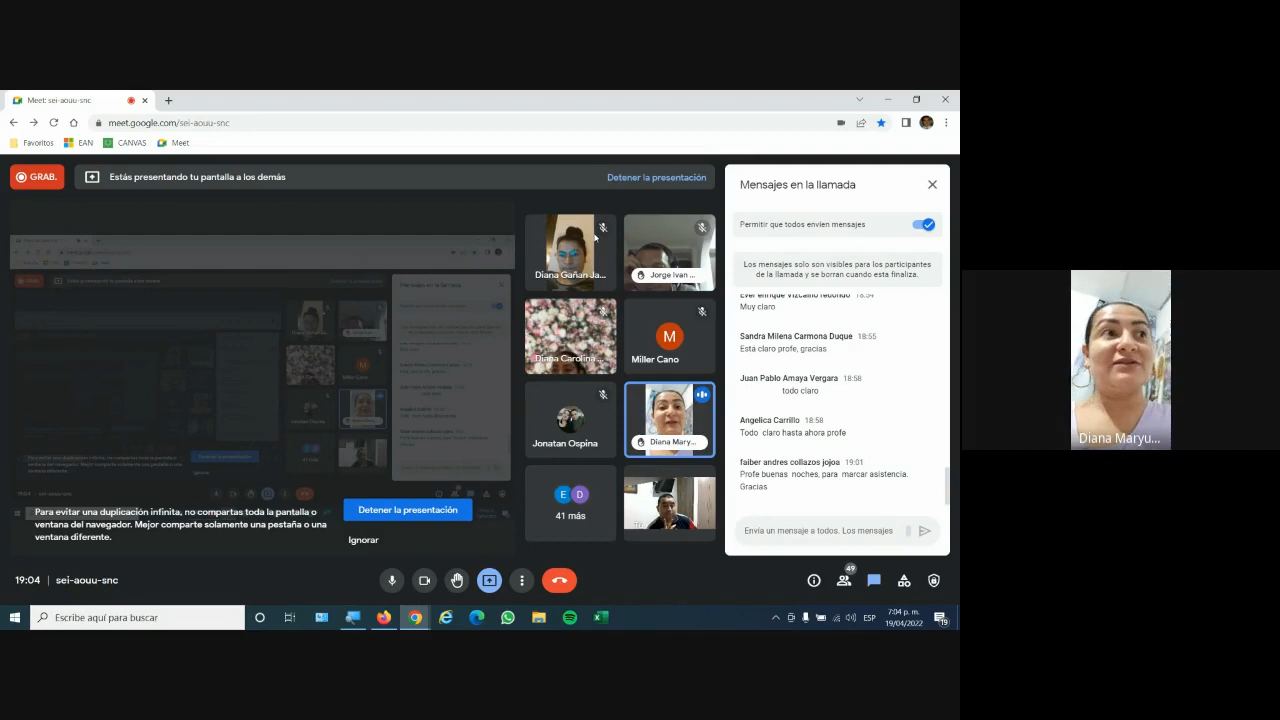 Meet: sei-aouu-snc
meet.google.com/sei-aouu-snc
Favoritos
EAN
CANVAS
Meet
GRAB.
Estás presentando tu pantalla a los demás
Detener la presentación
Diana Gañan Ja...
Jorge Ivan ...
Diana Carolina...
M
Miller Cano
Jonatan Ospina
Diana Mary...
E D
41 más
Para evitar una duplicación infinita, no compartas toda la pantalla o
ventana del navegador. Mejor comparte solamente una pestaña o una
ventana diferente.
Detener la presentación
Ignorar
Mensajes en la llamada
Permitir que todos envíen mensajes
Los mensajes solo son visibles para los participantes
de la llamada y se borran cuando esta finaliza.
Ever enrique Vizcaino redondo 18:54
Muy claro
Sandra Milena Carmona Duque 18:55
Está claro profe, gracias
Juan Pablo Amaya Vergara 18:58
todo claro
Angelica Carrillo 18:58
Todo claro hasta ahora profe
faiber andres collazos jojoa 19:01
Profe buenas noches, para marcar asistencia.
Gracias
Envía un mensaje a todos. Los mensajes
19:04 | sei-aouu-snc
49
Escribe aquí para buscar
ESP
7:04 p. m.
19/04/2022
19
Diana Maryu...